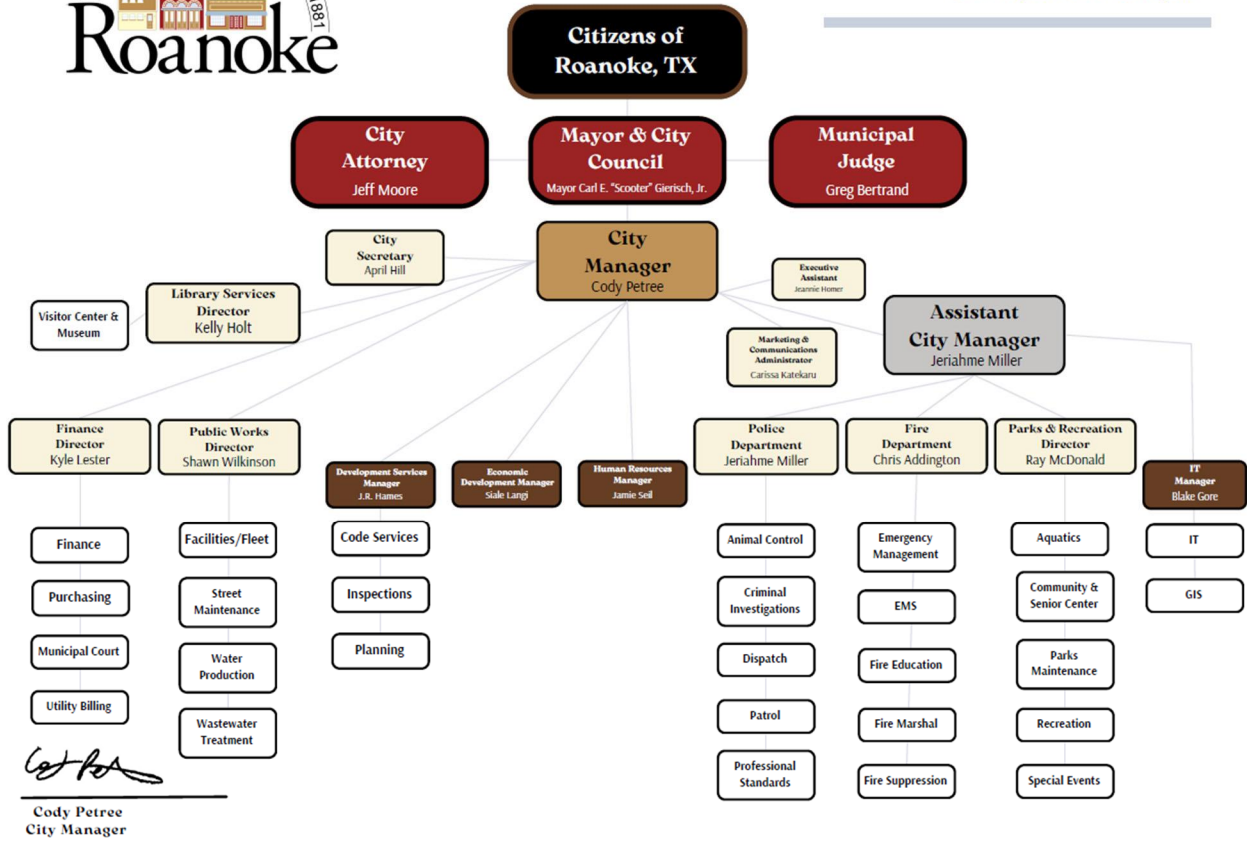 Roanoke
1881
Citizens of
Roanoke, TX
City
Attorney
Jeff Moore
Mayor & City
Council
Mayor Carl E. "Scooter" Gierisch, Jr.
Municipal
Judge
Greg Bertrand
City
Manager
Cody Petree
City
Secretary
April Hill
Executive
Assistant
Jeannie Homer
Library Services
Director
Kelly Holt
Visitor Center &
Museum
Marketing &
Communications
Administrator
Carissa Katekaru
Assistant
City Manager
Jeriahme Miller
Finance
Director
Kyle Lester
Public Works
Director
Shawn Wilkinson
Development Services
Manager
J.R. Hames
Economic
Development Manager
Siale Langi
Human Resources
Manager
Jamie Seil
Police
Department
Jeriahme Miller
Fire
Department
Chris Addington
Parks & Recreation
Director
Ray McDonald
IT
Manager
Blake Gore
Finance
Purchasing
Municipal Court
Utility Billing
Facilities/Fleet
Street
Maintenance
Water
Production
Wastewater
Treatment
Code Services
Inspections
Planning
Animal Control
Criminal
Investigations
Dispatch
Patrol
Professional
Standards
Emergency
Management
EMS
Fire Education
Fire Marshal
Fire Suppression
Aquatics
Community &
Senior Center
Parks
Maintenance
Recreation
Special Events
IT
GIS
Cody Petree
City Manager